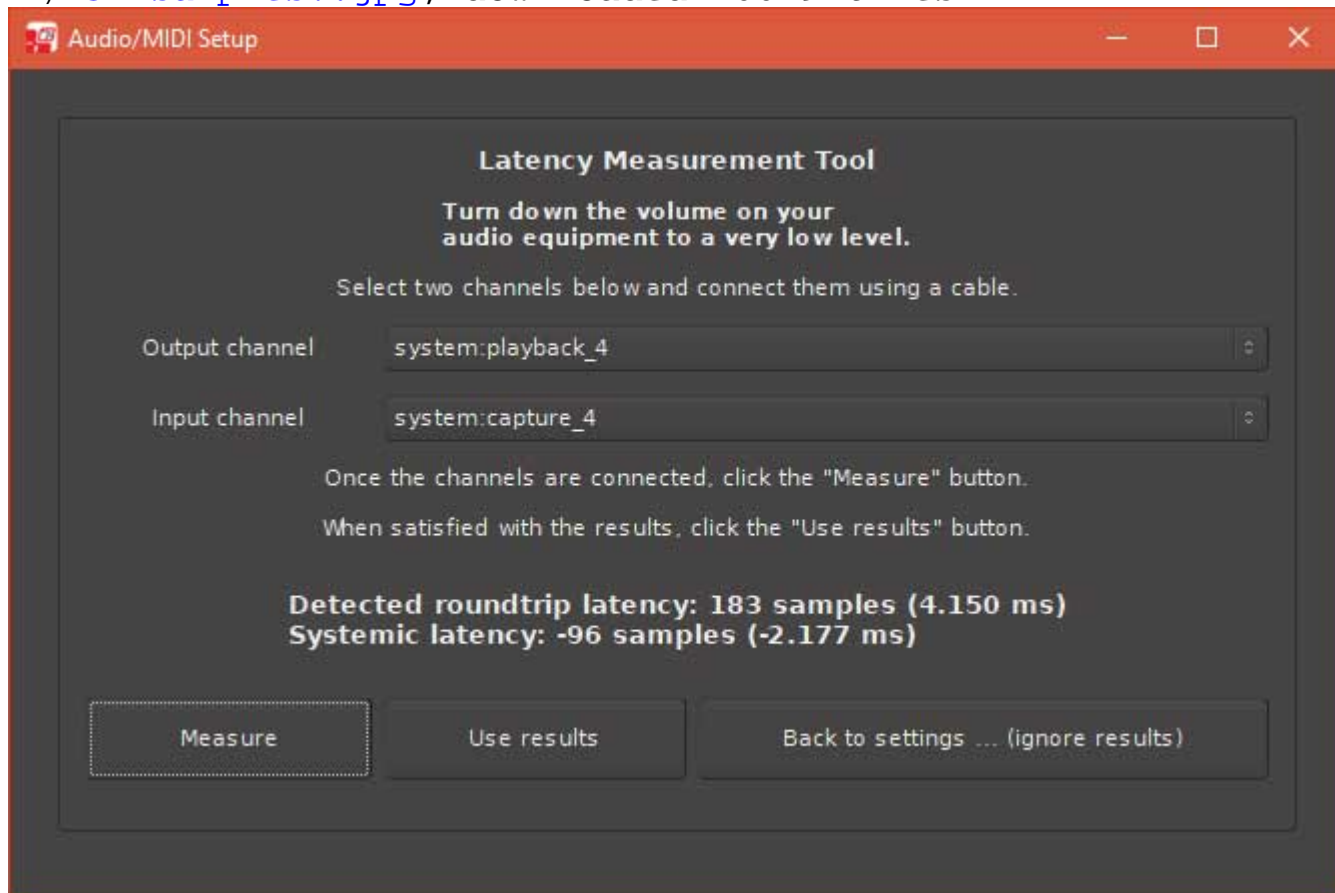 Audio/MIDI Setup
Latency Measurement Tool
Turn down the volume on your
audio equipment to a very low level.
Select two channels below and connect them using a cable.
Output channel system:playback_4
Input channel system:capture_4
Once the channels are connected, click the "Measure" button.
When satisfied with the results, click the "Use results" button.
Detected roundtrip latency: 183 samples (4.150 ms)
Systemic latency: -96 samples (-2.177 ms)
Measure Use results Back to settings ... (ignore results)